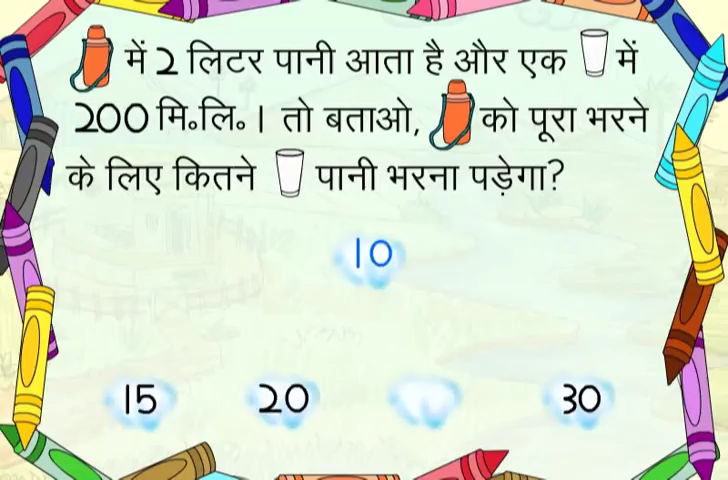 में 2 लिटर पानी आता है और एक में
200 मि॰लि॰। तो बताओ, को पूरा भरने
के लिए कितने पानी भरना पड़ेगा?
10
15 20 30